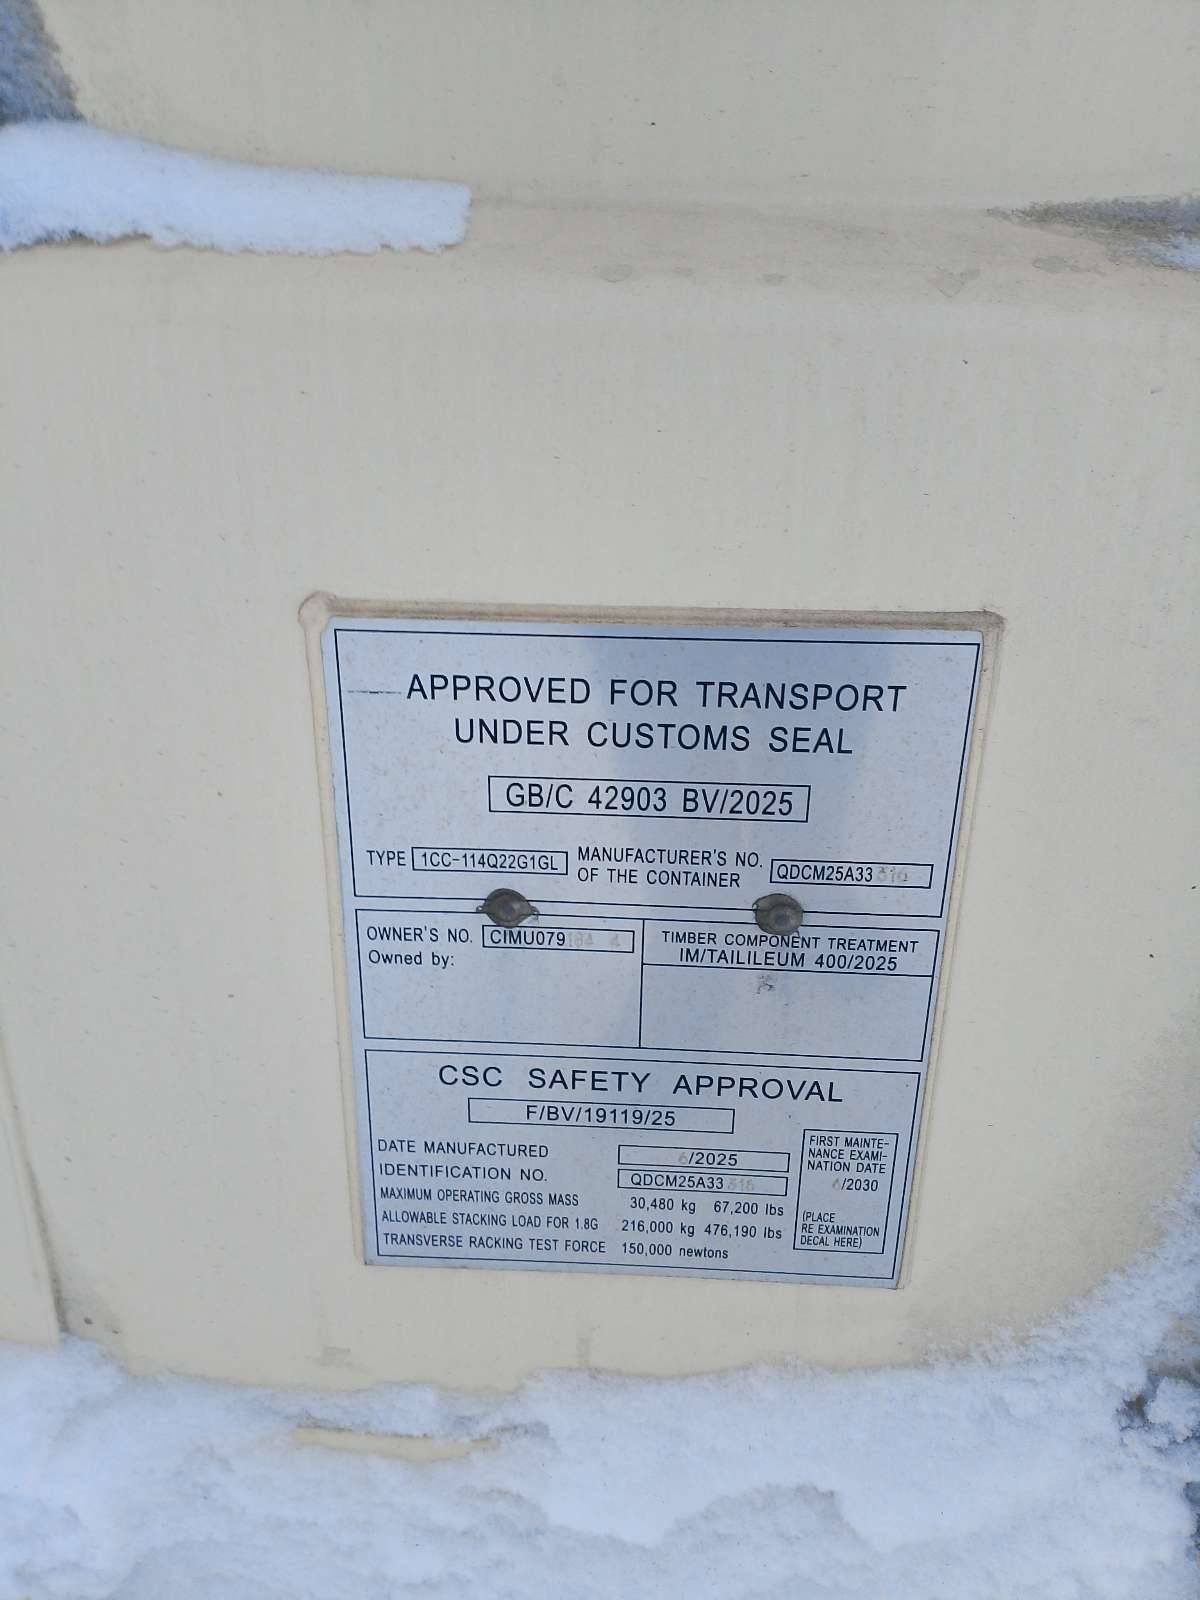 APPROVED FOR TRANSPORT
UNDER CUSTOMS SEAL
GB/C 42903 BV/2025
TYPE 1CC-114Q22G1GL
MANUFACTURER'S NO.
OF THE CONTAINER
QDCM25A33
OWNER'S NO. CIMU079
Owned by:
TIMBER COMPONENT TREATMENT
IM/TAILILEUM 400/2025
CSC SAFETY APPROVAL
F/BV/19119/25
DATE MANUFACTURED 6/2025
IDENTIFICATION NO. QDCM25A33
MAXIMUM OPERATING GROSS MASS 30,480 kg 67,200 lbs
ALLOWABLE STACKING LOAD FOR 1.8G 216,000 kg 476,190 lbs
TRANSVERSE RACKING TEST FORCE 150,000 newtons
FIRST MAINTE-
NANCE EXAMI-
NATION DATE
6/2030
(PLACE
RE EXAMINATION
DECAL HERE)